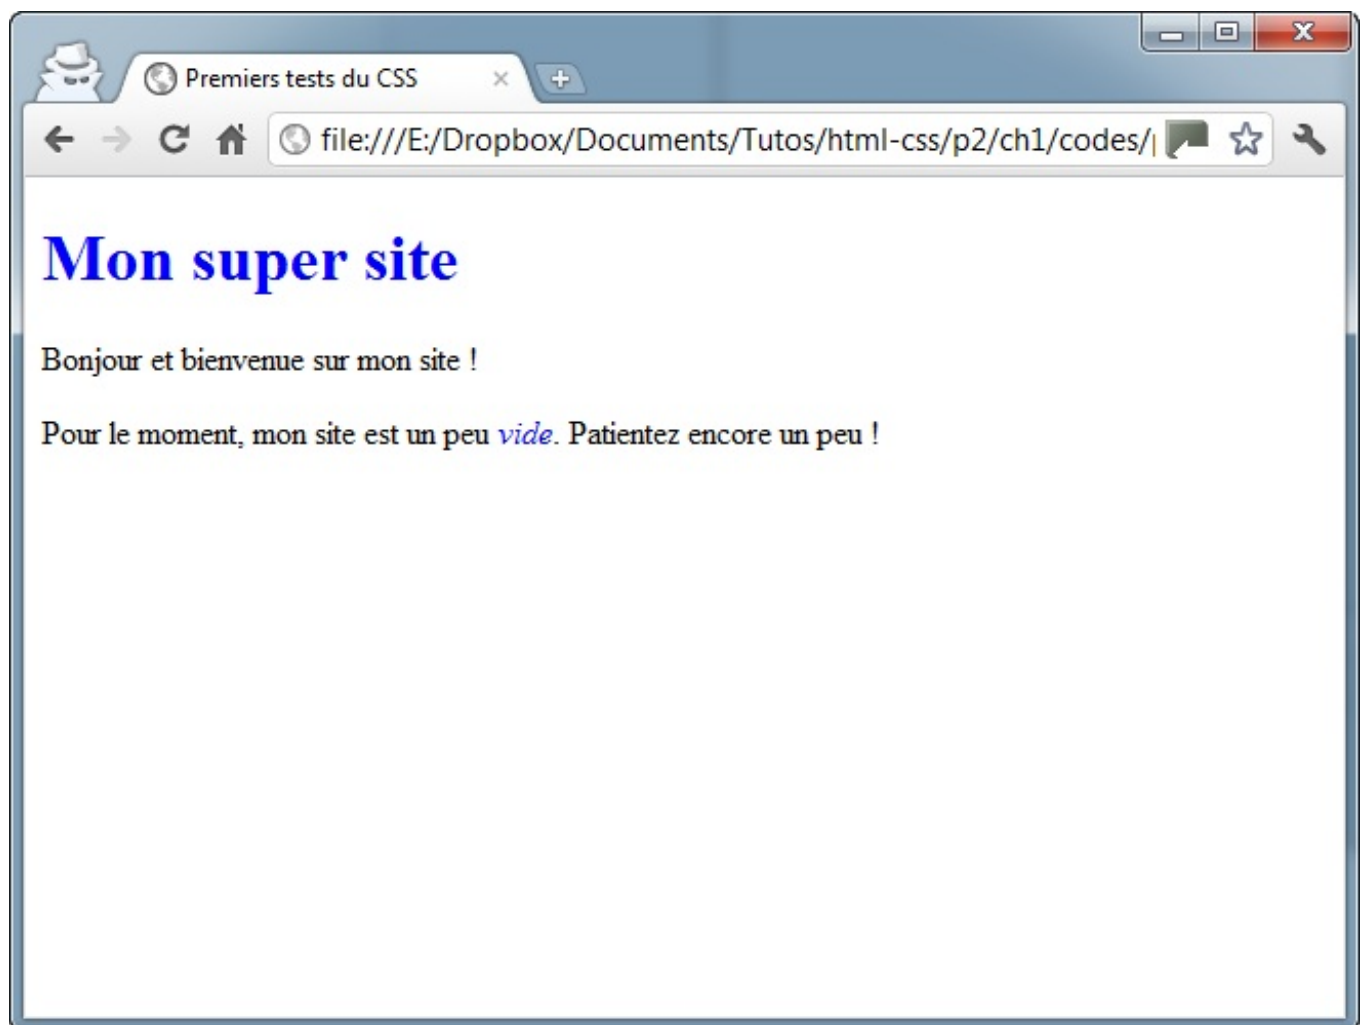 Premiers tests du CSS
file:///E:/Dropbox/Documents/Tutos/html-css/p2/ch1/codes/
Mon super site
Bonjour et bienvenue sur mon site !
Pour le moment, mon site est un peu vide. Patientez encore un peu !